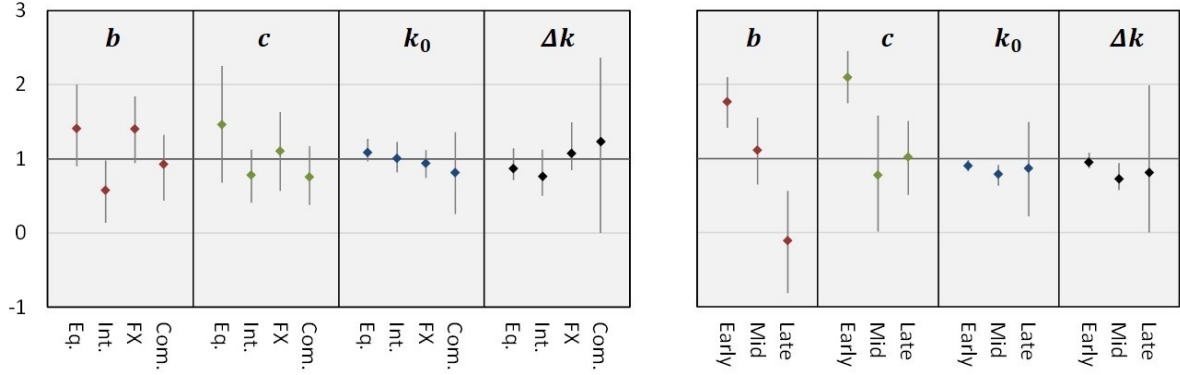 3
2
1
0
-1
b
c
k₀
Δk
Eq.
Int.
FX
Com.
Eq.
Int.
FX
Com.
Eq.
Int.
FX
Com.
Eq.
Int.
FX
Com.
b
c
k₀
Δk
Early
Mid
Late
Early
Mid
Late
Early
Mid
Late
Early
Mid
Late